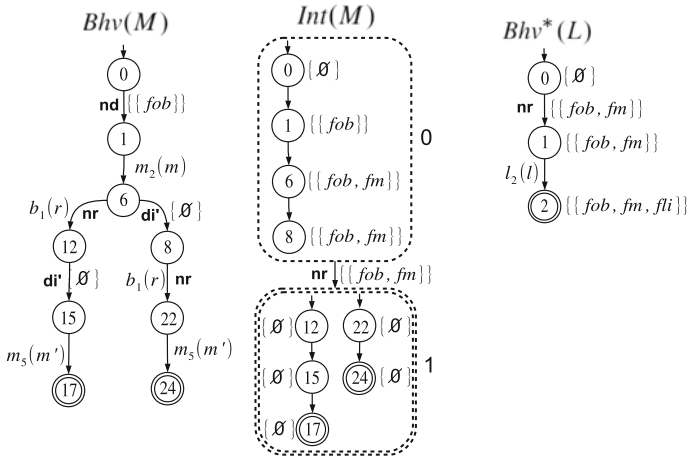 Bhv(M)
0
nd {{fob}}
1
m₂(m)
6
b₁(r) nr di' {∅}
12 8
di' {∅} b₁(r) nr
15 22
m₅(m') m₅(m')
17 24
Int(M)
0 {∅}
1 {{fob}}
6 {{fob, fm}}
8 {{fob, fm}}
0
nr {{fob, fm}}
{∅} 12 22 {∅}
{∅} 15 24 {∅}
{∅} 17
1
Bhv*(L)
0 {∅}
nr {{fob, fm}}
1 {{fob, fm}}
l₂(l)
2 {{fob, fm, fli}}